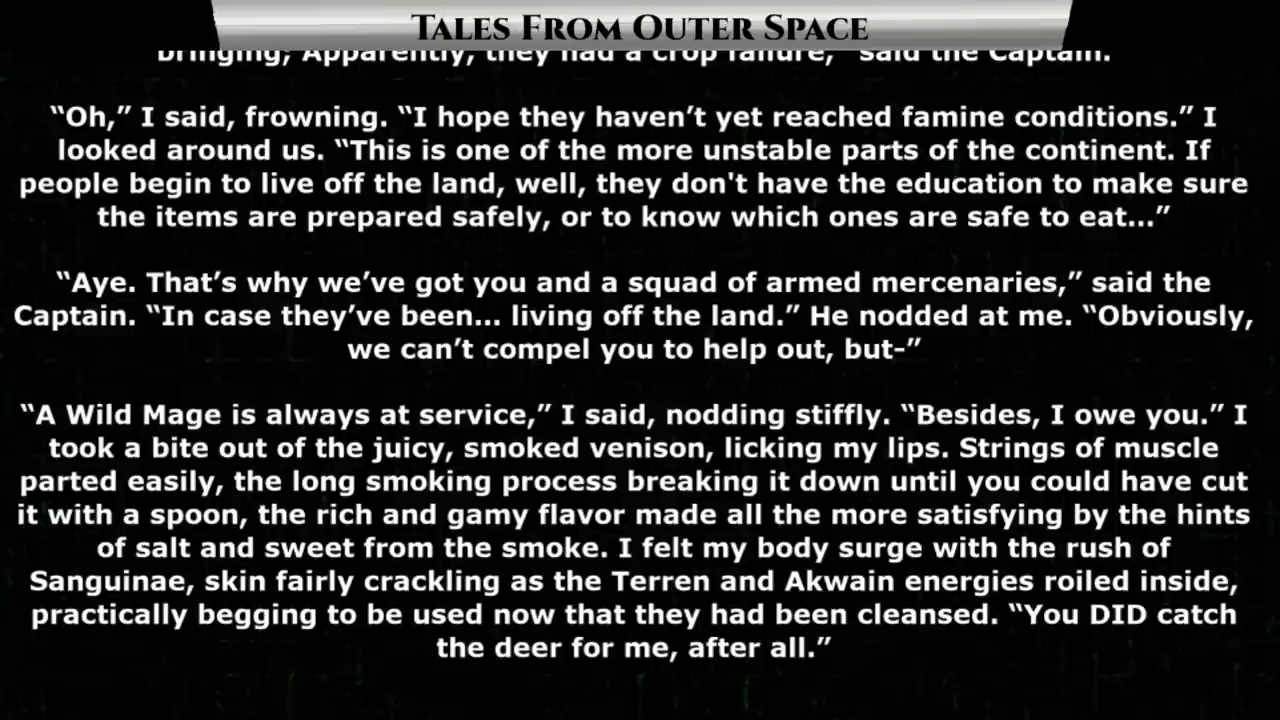 Tales From Outer Space
bringing; Apparently, they had a crop failure,” said the Captain.
“Oh,” I said, frowning. “I hope they haven’t yet reached famine conditions.” I
looked around us. “This is one of the more unstable parts of the continent. If
people begin to live off the land, well, they don't have the education to make sure
the items are prepared safely, or to know which ones are safe to eat…”
“Aye. That’s why we’ve got you and a squad of armed mercenaries,” said the
Captain. “In case they’ve been… living off the land.” He nodded at me. “Obviously,
we can’t compel you to help out, but-”
“A Wild Mage is always at service,” I said, nodding stiffly. “Besides, I owe you.” I
took a bite out of the juicy, smoked venison, licking my lips. Strings of muscle
parted easily, the long smoking process breaking it down until you could have cut
it with a spoon, the rich and gamy flavor made all the more satisfying by the hints
of salt and sweet from the smoke. I felt my body surge with the rush of
Sanguinae, skin fairly crackling as the Terren and Akwain energies roiled inside,
practically begging to be used now that they had been cleansed. “You DID catch
the deer for me, after all.”